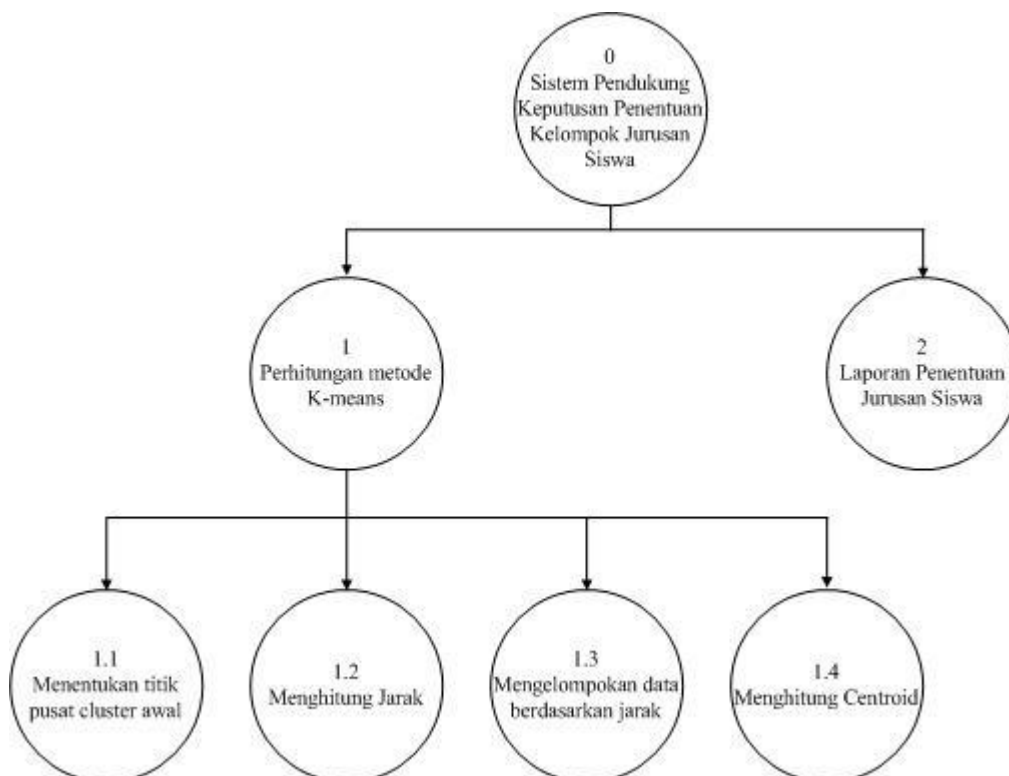 0
Sistem Pendukung
Keputusan Penentuan
Kelompok Jurusan
Siswa
1
Perhitungan metode
K-means
2
Laporan Penentuan
Jurusan Siswa
1.1
Menentukan titik
pusat cluster awal
1.2
Menghitung Jarak
1.3
Mengelompokan data
berdasarkan jarak
1.4
Menghitung Centroid